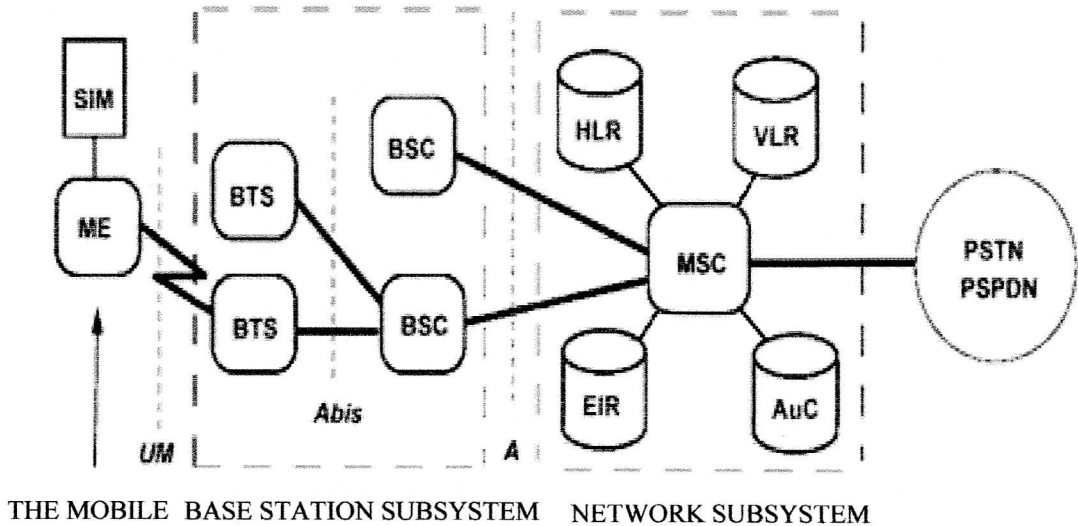 SIM
ME
BTS
BTS
BSC
BSC
HLR
VLR
MSC
EIR
AuC
PSTN
PSPDN
UM
Abis
A
THE MOBILE BASE STATION SUBSYSTEM NETWORK SUBSYSTEM